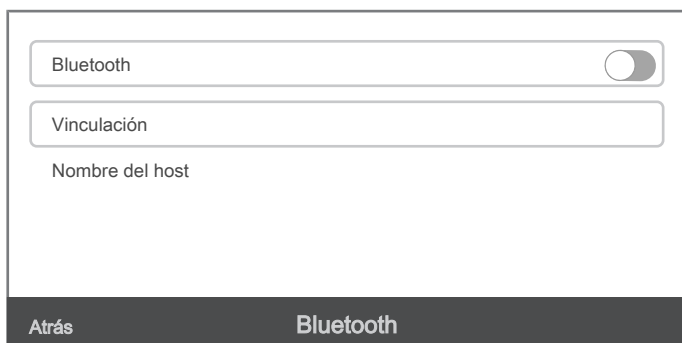 Bluetooth
Vinculación
Nombre del host
Atrás Bluetooth